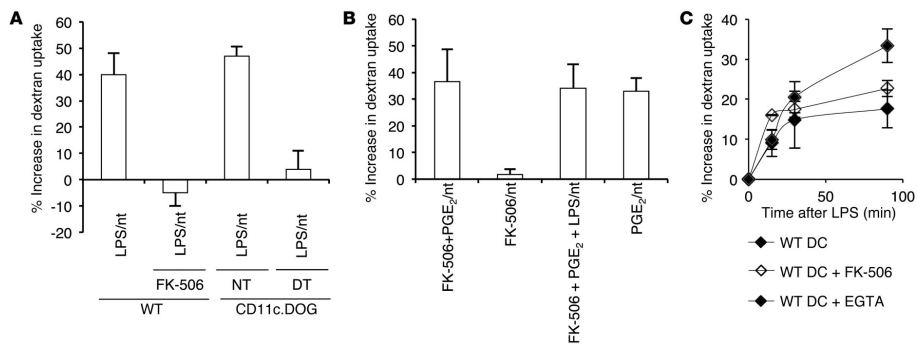 A
% Increase in dextran uptake
60
50
40
30
20
10
0
-10
-20
LPS/nt
LPS/nt
LPS/nt
LPS/nt
FK-506
NT
DT
WT
CD11c.DOG
B
% Increase in dextran uptake
60
50
40
30
20
10
0
FK-506+PGE₂/nt
FK-506/nt
FK-506 + PGE₂ + LPS/nt
PGE₂/nt
C
% Increase in dextran uptake
40
30
20
10
0
0
50
100
Time after LPS (min)
WT DC
WT DC + FK-506
WT DC + EGTA